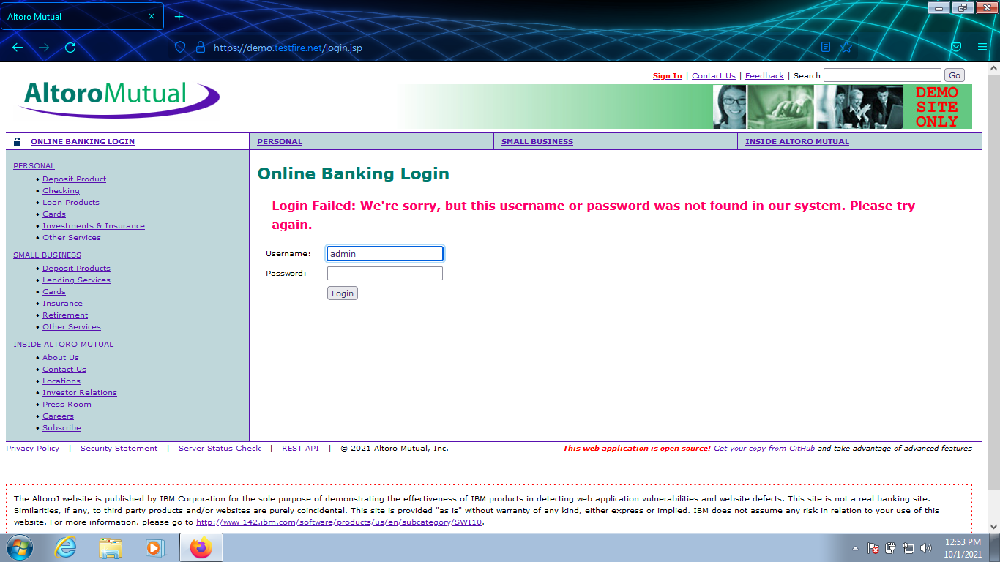 Altoro Mutual
https://demo.testfire.net/login.jsp
Sign In | Contact Us | Feedback | Search Go
AltoroMutual
DEMO
SITE
ONLY
ONLINE BANKING LOGIN
PERSONAL
SMALL BUSINESS
INSIDE ALTORO MUTUAL
PERSONAL
• Deposit Product
• Checking
• Loan Products
• Cards
• Investments & Insurance
• Other Services
SMALL BUSINESS
• Deposit Products
• Lending Services
• Cards
• Insurance
• Retirement
• Other Services
INSIDE ALTORO MUTUAL
• About Us
• Contact Us
• Locations
• Investor Relations
• Press Room
• Careers
• Subscribe
Online Banking Login
Login Failed: We're sorry, but this username or password was not found in our system. Please try
again.
Username: admin
Password:
Login
Privacy Policy | Security Statement | Server Status Check | REST API | © 2021 Altoro Mutual, Inc.
This web application is open source! Get your copy from GitHub and take advantage of advanced features
The AltoroJ website is published by IBM Corporation for the sole purpose of demonstrating the effectiveness of IBM products in detecting web application vulnerabilities and website defects. This site is not a real banking site.
Similarities, if any, to third party products and/or websites are purely coincidental. This site is provided "as is" without warranty of any kind, either express or implied. IBM does not assume any risk in relation to your use of this
website. For more information, please go to http://www-142.ibm.com/software/products/us/en/subcategory/SWI10.
12:53 PM
10/1/2021